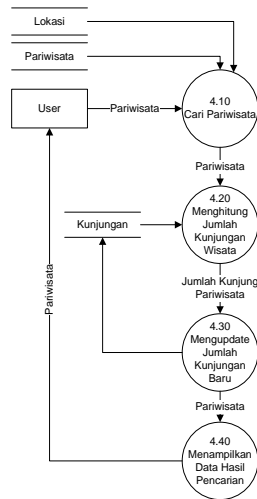 Lokasi
Pariwisata
User
Pariwisata
4.10
Cari Pariwisata
Pariwisata
4.20
Menghitung
Jumlah
Kunjungan
Wisata
Kunjungan
Jumlah Kunjung
Pariwisata
4.30
Mengupdate
Jumlah
Kunjungan
Baru
Pariwisata
Pariwisata
4.40
Menampilkan
Data Hasil
Pencarian